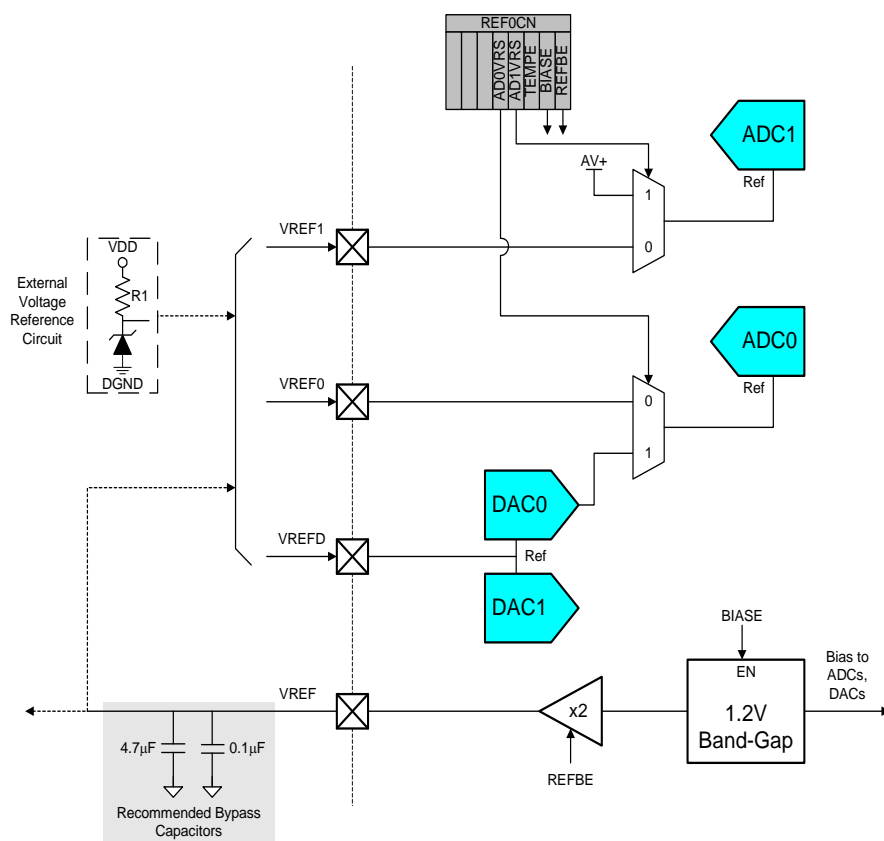 REF0CN
AD0VRS
AD1VRS
TEMPE
BIASE
REFBE
ADC1
AV+
Ref
1
0
VREF1
VDD
R1
DGND
External
Voltage
Reference
Circuit
ADC0
Ref
VREF0
0
1
DAC0
VREFD
Ref
DAC1
BIASE
EN
1.2V
Band-Gap
Bias to
ADCs,
DACs
VREF
x2
REFBE
4.7μF
0.1μF
Recommended Bypass
Capacitors